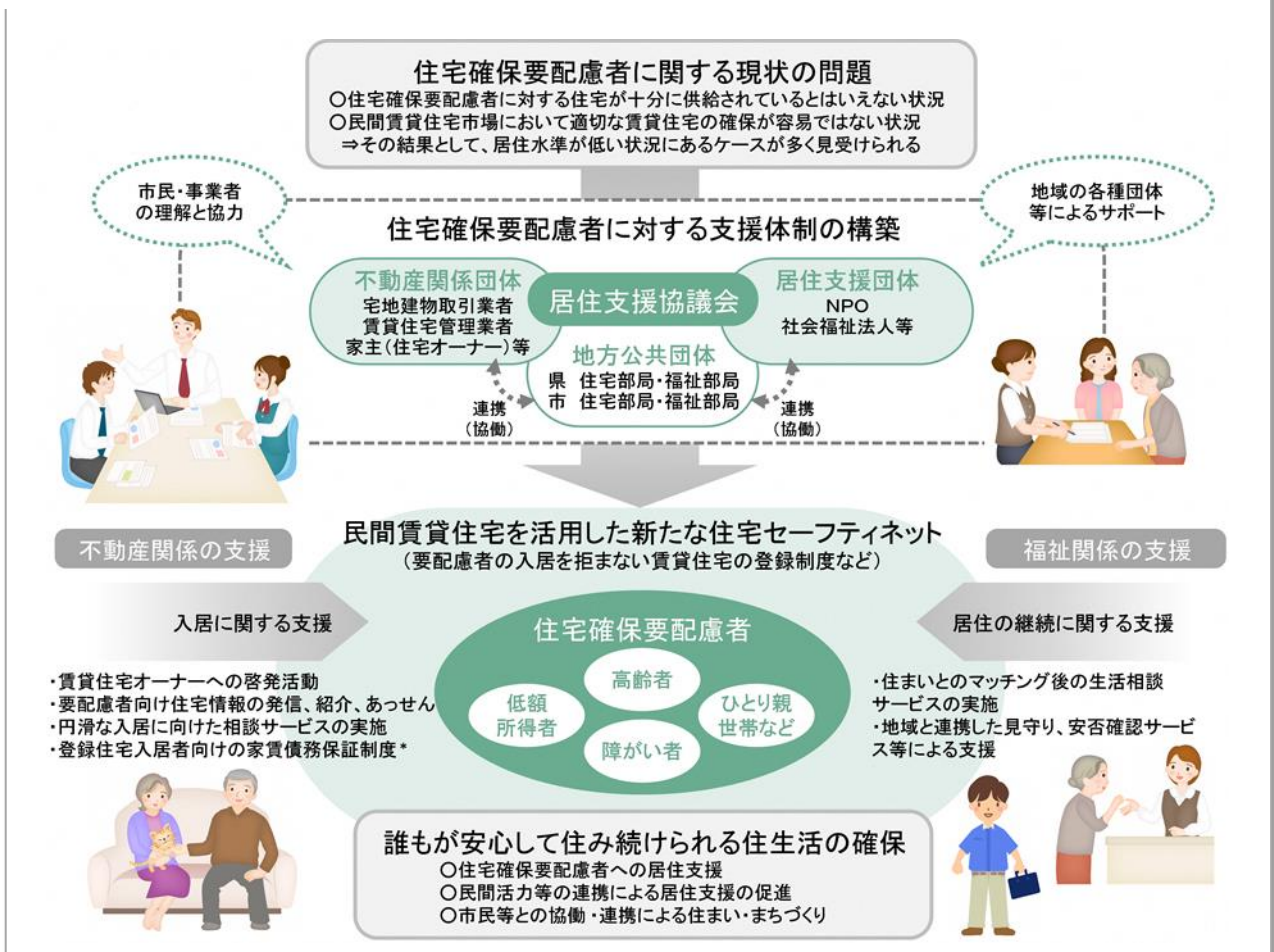 住宅確保要配慮者に関する現状の問題
○住宅確保要配慮者に対する住宅が十分に供給されているとはいえない状況
○民間賃貸住宅市場において適切な賃貸住宅の確保が容易ではない状況
⇒その結果として、居住水準が低い状況にあるケースが多く見受けられる
市民・事業者
の理解と協力
地域の各種団体
等によるサポート
住宅確保要配慮者に対する支援体制の構築
不動産関係団体
宅地建物取引業者
賃貸住宅管理業者
家主(住宅オーナー)等
居住支援協議会
居住支援団体
NPO
社会福祉法人等
地方公共団体
県 住宅部局・福祉部局
市 住宅部局・福祉部局
連携
(協働)
連携
(協働)
民間賃貸住宅を活用した新たな住宅セーフティネット
(要配慮者の入居を拒まない賃貸住宅の登録制度など)
不動産関係の支援
福祉関係の支援
入居に関する支援
居住の継続に関する支援
住宅確保要配慮者
高齢者
低額
所得者
ひとり親
世帯など
障がい者
・賃貸住宅オーナーへの啓発活動
・要配慮者向け住宅情報の発信、紹介、あっせん
・円滑な入居に向けた相談サービスの実施
・登録住宅入居者向けの家賃債務保証制度*
・住まいとのマッチング後の生活相談
サービスの実施
・地域と連携した見守り、安否確認サービ
ス等による支援
誰もが安心して住み続けられる住生活の確保
○住宅確保要配慮者への居住支援
○民間活力等の連携による居住支援の促進
○市民等との協働・連携による住まい・まちづくり